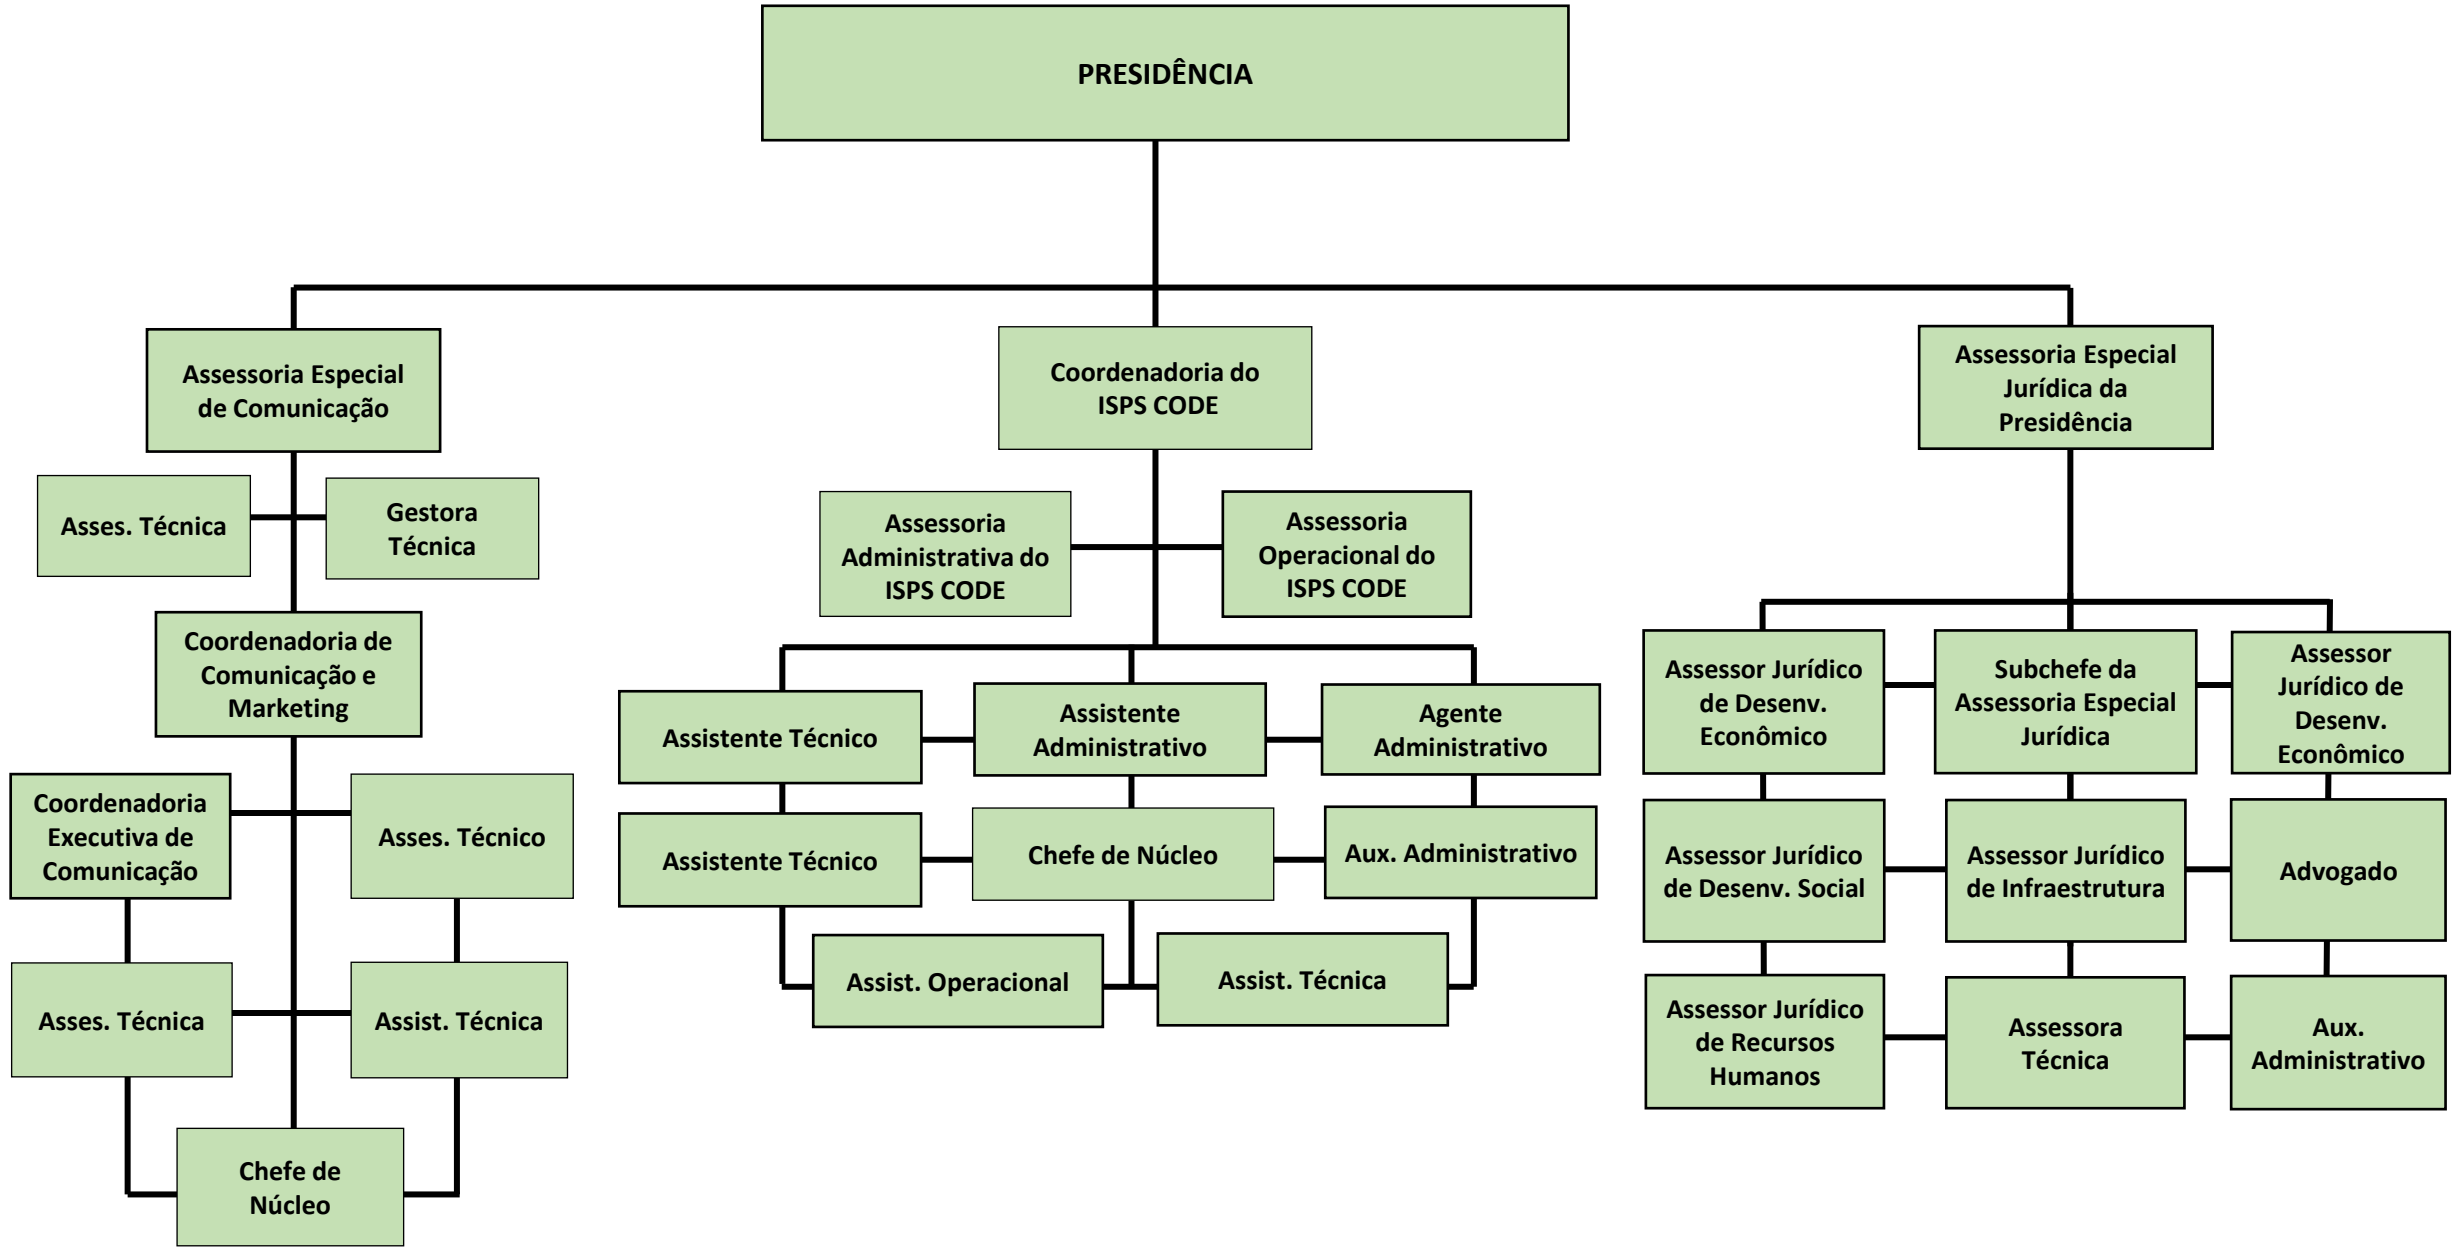 PRESIDÊNCIA
Assessoria Especial
de Comunicação
Coordenadoria do
ISPS CODE
Assessoria Especial
Jurídica da
Presidência
Asses. Técnica
Gestora
Técnica
Assessoria
Administrativa do
ISPS CODE
Assessoria
Operacional do
ISPS CODE
Coordenadoria de
Comunicação e
Marketing
Assistente Técnico
Assistente
Administrativo
Agente
Administrativo
Assessor Jurídico
de Desenv.
Econômico
Subchefe da
Assessoria Especial
Jurídica
Assessor
Jurídico de
Desenv.
Econômico
Coordenadoria
Executiva de
Comunicação
Asses. Técnico
Assistente Técnico
Chefe de Núcleo
Aux. Administrativo
Assessor Jurídico
de Desenv. Social
Assessor Jurídico
de Infraestrutura
Advogado
Asses. Técnica
Assist. Técnica
Assist. Operacional
Assist. Técnica
Assessor Jurídico
de Recursos
Humanos
Assessora
Técnica
Aux.
Administrativo
Chefe de
Núcleo